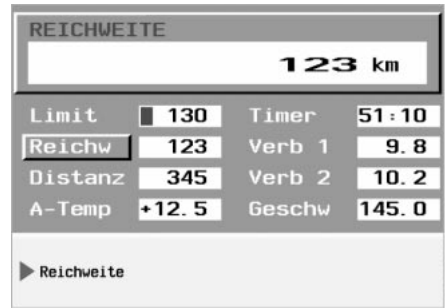 REICHWEITE
123 km
Limit 130 Timer 51:10
Reichw 123 Verb 1 9.8
Distanz 345 Verb 2 10.2
A-Temp +12.5 Geschw 145.0
Reichweite